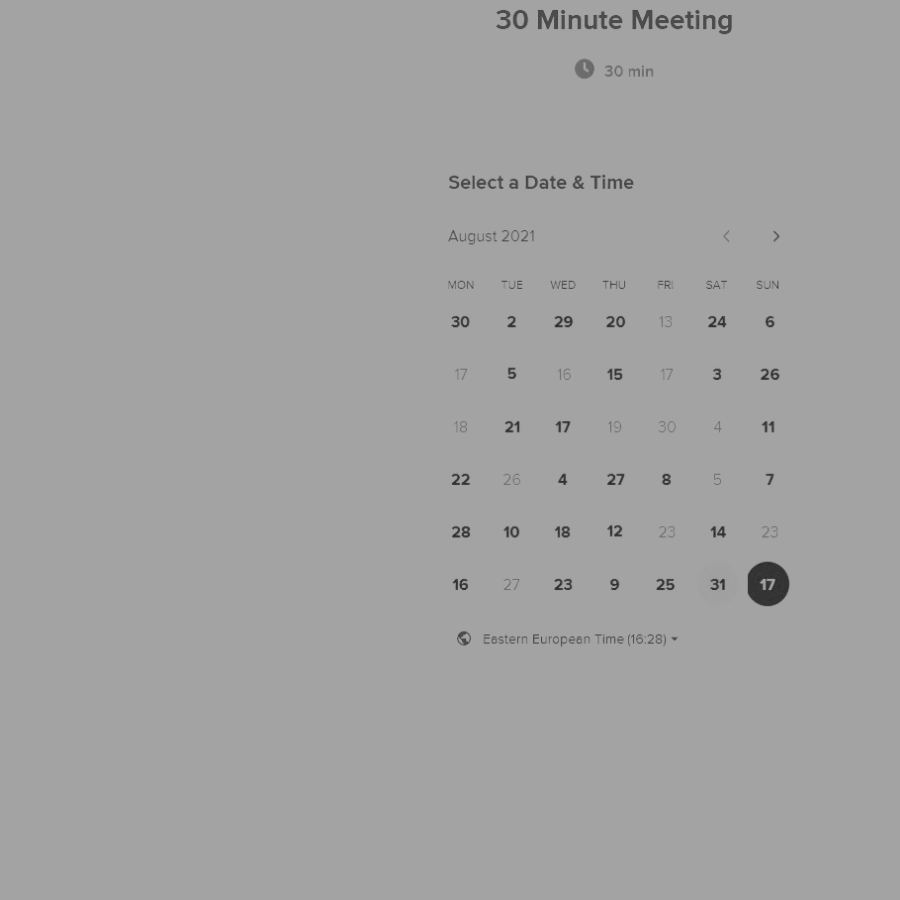 30 Minute Meeting
30 min
Select a Date & Time
August 2021
MON TUE WED THU FRI SAT SUN
30 2 29 20 13 24 6
17 5 16 15 17 3 26
18 21 17 19 30 4 11
22 26 4 27 8 5 7
28 10 18 12 23 14 23
16 27 23 9 25 31 17
Eastern European Time (16:28)